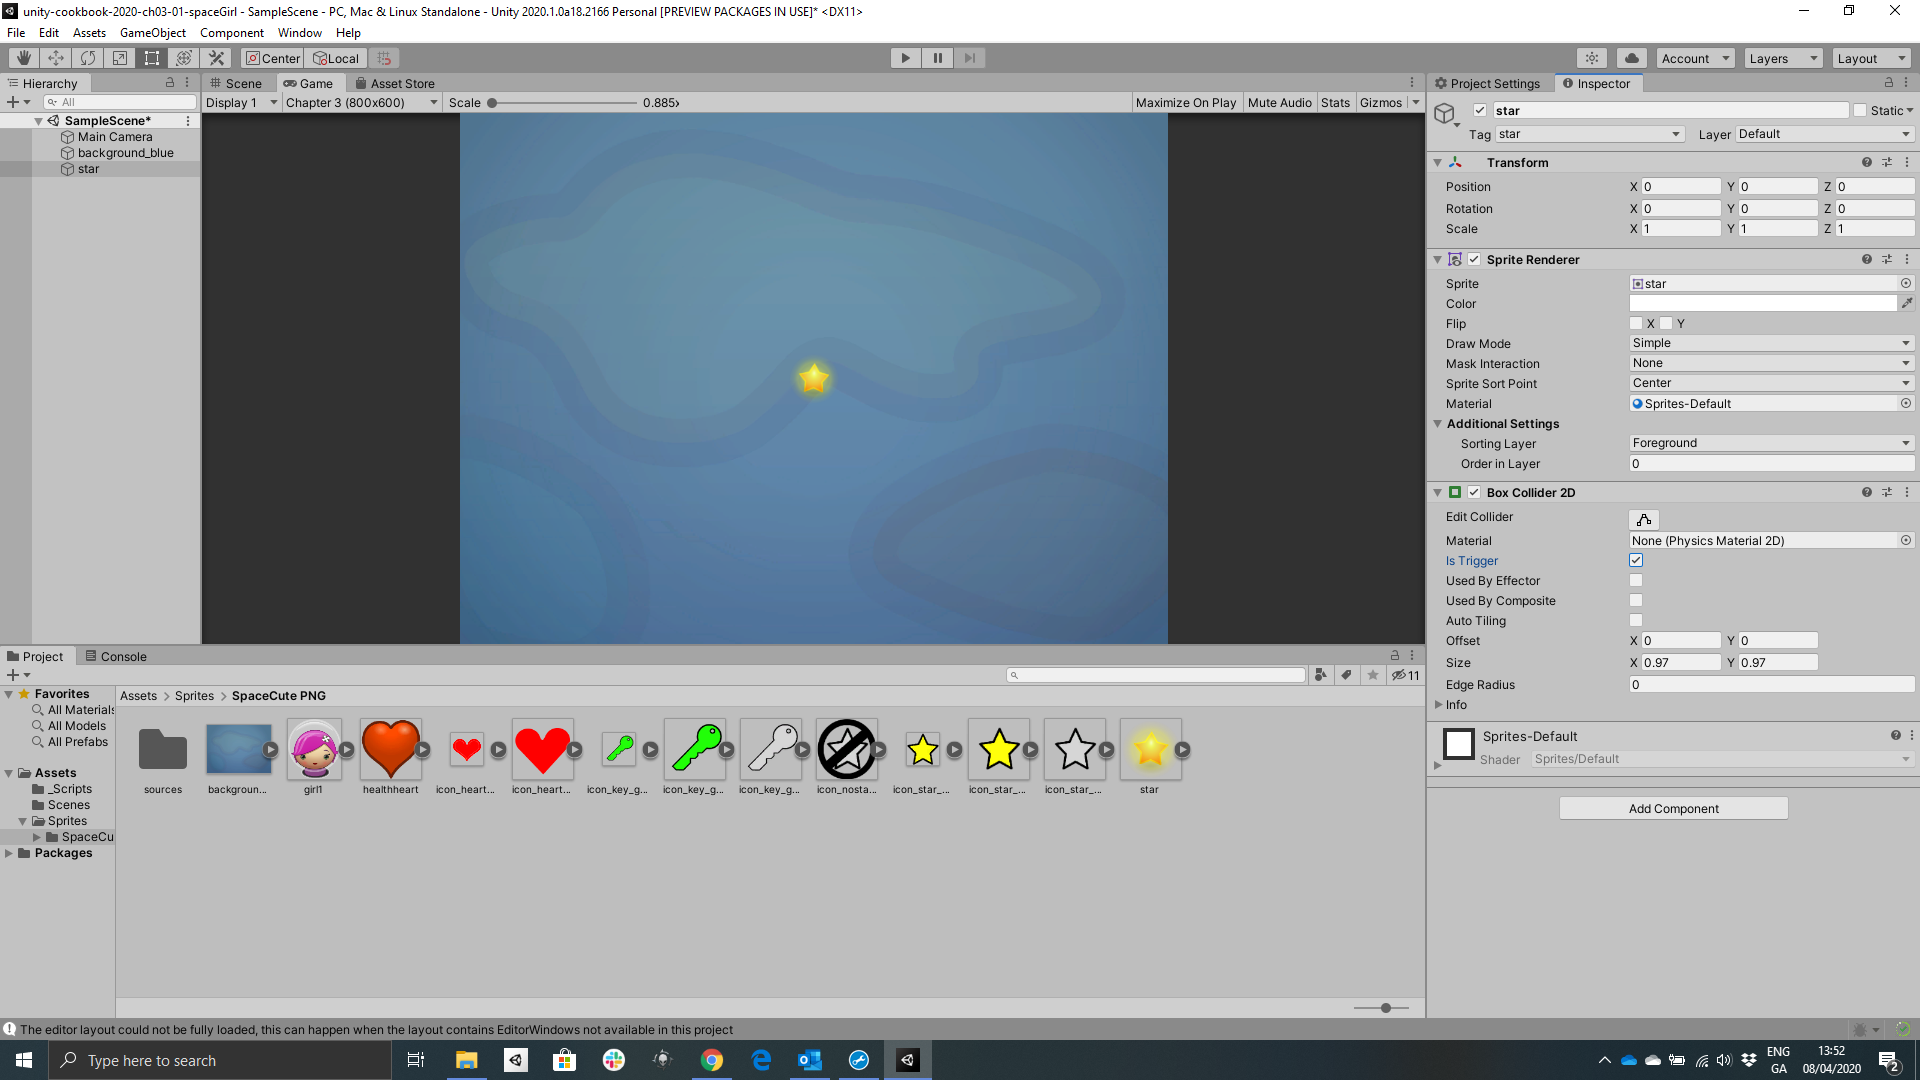 unity-cookbook-2020-ch03-01-spaceGirl - SampleScene - PC, Mac & Linux Standalone - Unity 2020.1.0a18.2166 Personal [PREVIEW PACKAGES IN USE]* <DX11>
File Edit Assets GameObject Component Window Help
Center Local Account Layers Layout
Hierarchy
All
SampleScene*
Main Camera
background_blue
star
Scene Game Asset Store
Display 1 Chapter 3 (800x600) Scale 0.885x Maximize On Play Mute Audio Stats Gizmos
Project Settings Inspector
star Static
Tag star Layer Default
Transform
Position X 0 Y 0 Z 0
Rotation X 0 Y 0 Z 0
Scale X 1 Y 1 Z 1
Sprite Renderer
Sprite star
Color
Flip X Y
Draw Mode Simple
Mask Interaction None
Sprite Sort Point Center
Material Sprites-Default
Additional Settings
Sorting Layer Foreground
Order in Layer 0
Box Collider 2D
Edit Collider
Material None (Physics Material 2D)
Is Trigger
Used By Effector
Used By Composite
Auto Tiling
Offset X 0 Y 0
Size X 0.97 Y 0.97
Edge Radius 0
Info
Sprites-Default
Shader Sprites/Default
Add Component
Project Console
11
Favorites
All Materials
All Models
All Prefabs
Assets
_Scripts
Scenes
Sprites
SpaceCu
Packages
Assets > Sprites > SpaceCute PNG
sources backgroun... girl1 healthheart icon_heart... icon_heart... icon_key_g... icon_key_g... icon_key_g... icon_nosta... icon_star_... icon_star_... icon_star_... star
The editor layout could not be fully loaded, this can happen when the layout contains EditorWindows not available in this project
Type here to search
ENG
GA
13:52
08/04/2020
2